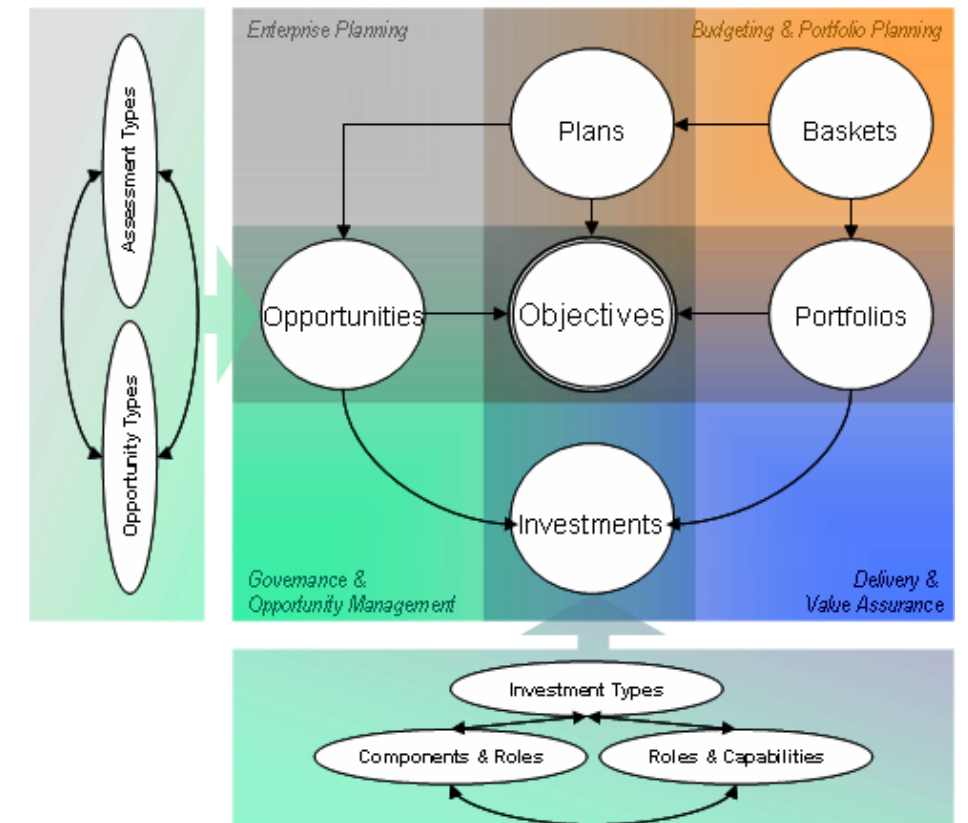 Enterprise Planning
Budgeting & Portfolio Planning
Assessment Types
Plans
Baskets
Opportunities
Objectives
Portfolios
Opportunity Types
Investments
Governance &
Opportunity Management
Delivery &
Value Assurance
Investment Types
Components & Roles
Roles & Capabilities